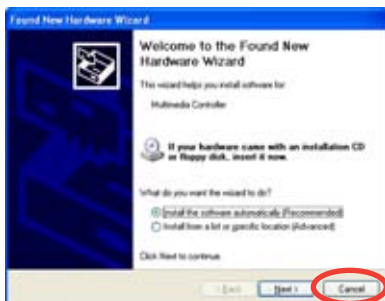 Found New Hardware Wizard
Welcome to the Found New
Hardware Wizard
This wizard helps you install software for:
Multimedia Controller
If your hardware came with an installation CD
or floppy disk, insert it now.
What do you want the wizard to do?
Install the software automatically (Recommended)
Install from a list or specific location (Advanced)
Click Next to continue.
< Back Next > Cancel